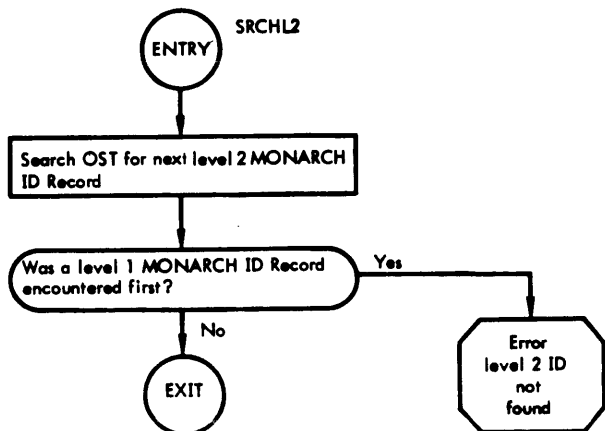 ENTRY
SRCHL2
Search OST for next level 2 MONARCH
ID Record
Was a level 1 MONARCH ID Record
encountered first?
Yes
No
Error
level 2 ID
not
found
EXIT